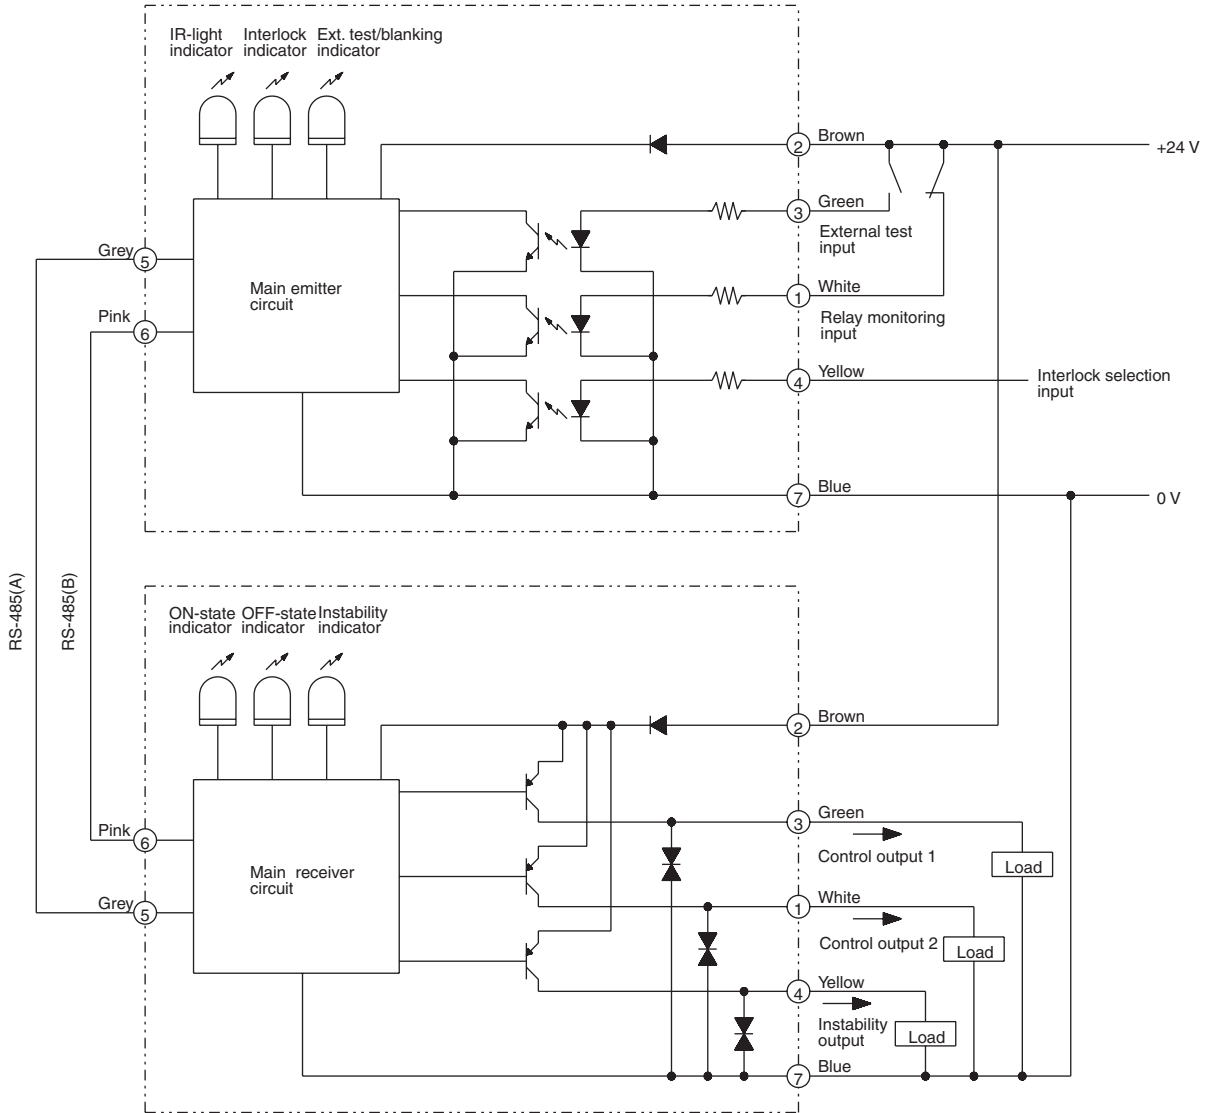 IR-light Interlock Ext. test/blanking
indicator indicator indicator
2 Brown
+24 V
3 Green
External test
input
Grey
5
Main emitter
circuit
1 White
Relay monitoring
input
Pink
6
4 Yellow
Interlock selection
input
7 Blue
0 V
RS-485(A)
RS-485(B)
ON-state OFF-state Instability
indicator indicator indicator
2 Brown
3 Green
Control output 1
Load
Pink
6
Main receiver
circuit
1 White
Control output 2
Load
Grey
5
4 Yellow
Instability
output
Load
7 Blue